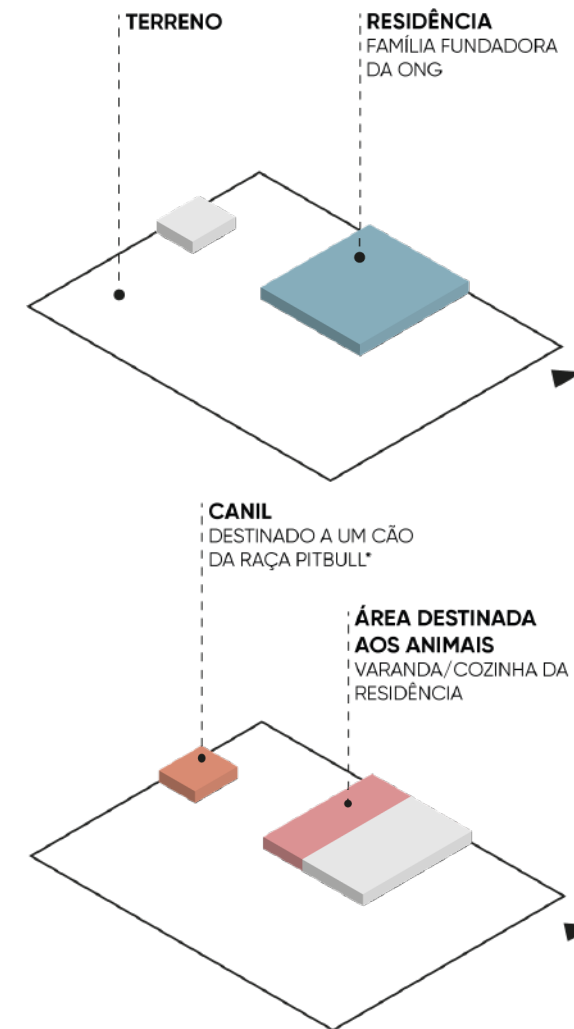 TERRENO
RESIDÊNCIA
FAMÍLIA FUNDADORA
DA ONG
CANIL
DESTINADO A UM CÃO
DA RAÇA PITBULL*
ÁREA DESTINADA
AOS ANIMAIS
VARANDA/COZINHA DA
RESIDÊNCIA